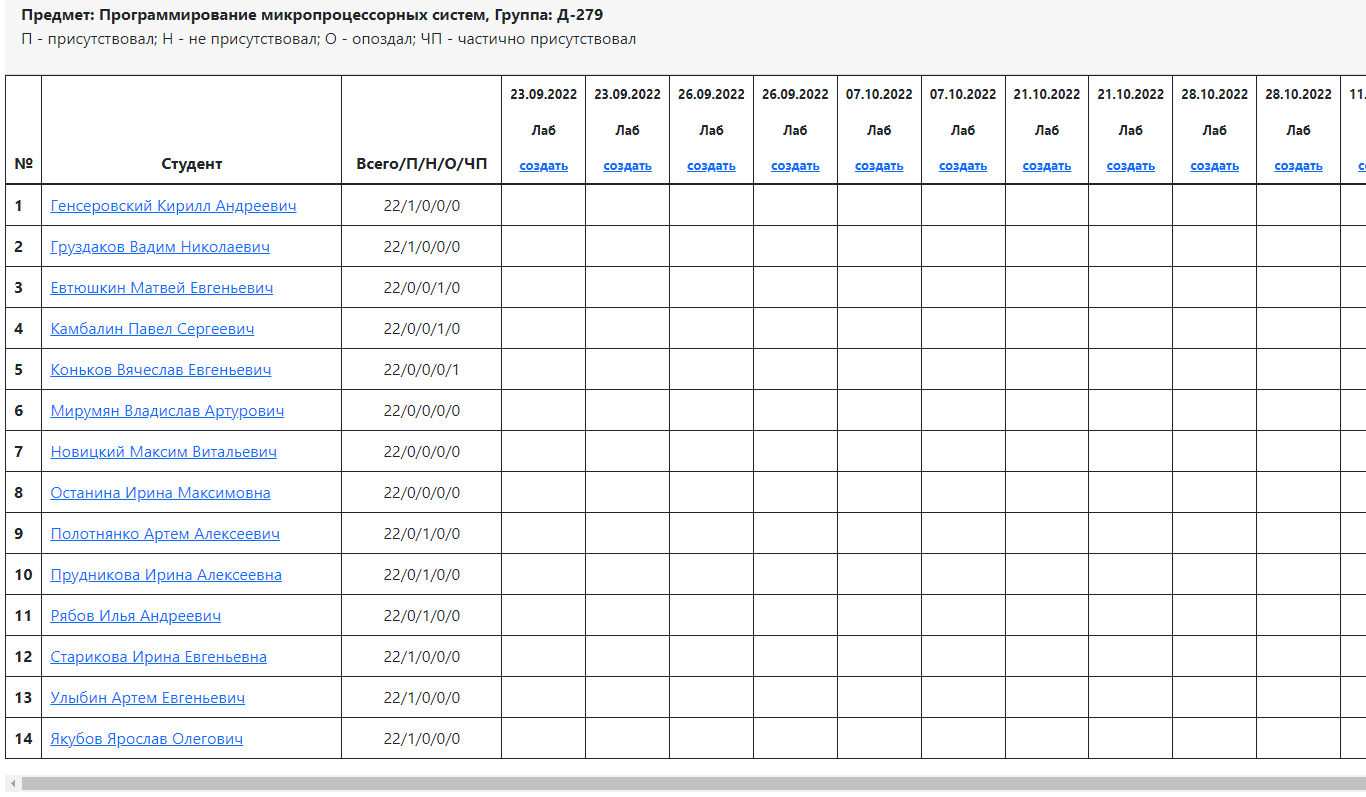 Предмет: Программирование микропроцессорных систем, Группа: Д-279
П - присутствовал; Н - не присутствовал; О - опоздал; ЧП - частично присутствовал
23.09.2022 23.09.2022 26.09.2022 26.09.2022 07.10.2022 07.10.2022 21.10.2022 21.10.2022 28.10.2022 28.10.2022 11.
Лаб Лаб Лаб Лаб Лаб Лаб Лаб Лаб Лаб Лаб
№ Студент Всего/П/Н/О/ЧП создать создать создать создать создать создать создать создать создать создать
1 Генсеровский Кирилл Андреевич 22/1/0/0/0
2 Груздаков Вадим Николаевич 22/1/0/0/0
3 Евтюшкин Матвей Евгеньевич 22/0/0/1/0
4 Камбалин Павел Сергеевич 22/0/0/1/0
5 Коньков Вячеслав Евгеньевич 22/0/0/0/1
6 Мирумян Владислав Артурович 22/0/0/0/0
7 Новицкий Максим Витальевич 22/0/0/0/0
8 Останина Ирина Максимовна 22/0/0/0/0
9 Полотнянко Артем Алексеевич 22/0/1/0/0
10 Прудникова Ирина Алексеевна 22/0/1/0/0
11 Рябов Илья Андреевич 22/0/1/0/0
12 Старикова Ирина Евгеньевна 22/1/0/0/0
13 Улыбин Артем Евгеньевич 22/1/0/0/0
14 Якубов Ярослав Олегович 22/1/0/0/0